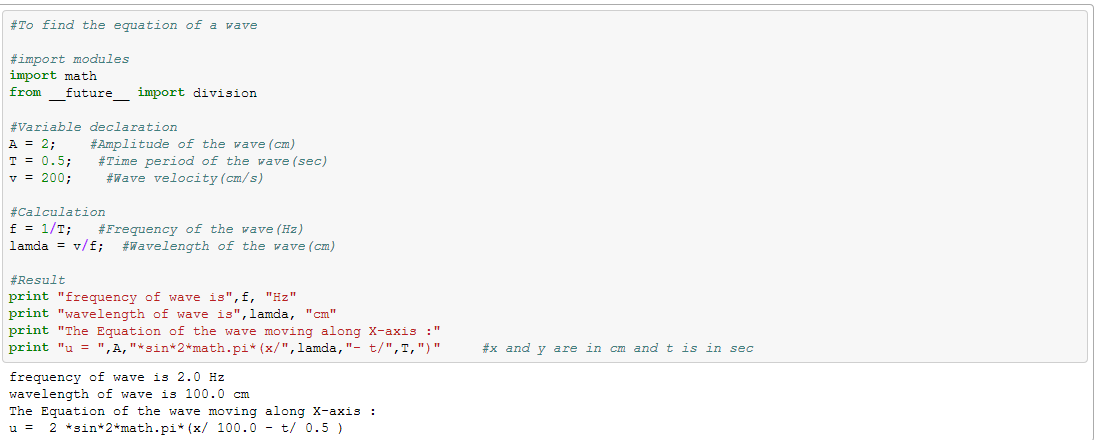 #To find the equation of a wave
#import modules
import math
from __future__ import division
#Variable declaration
A = 2;    #Amplitude of the wave(cm)
T = 0.5;   #Time period of the wave(sec)
v = 200;    #Wave velocity(cm/s)
#Calculation
f = 1/T;   #Frequency of the wave(Hz)
lamda = v/f;  #Wavelength of the wave(cm)
#Result
print "frequency of wave is",f, "Hz"
print "wavelength of wave is",lamda, "cm"
print "The Equation of the wave moving along X-axis :"
print "u = ",A,"*sin*2*math.pi*(x/",lamda,"- t/",T,")"     #x and y are in cm and t is in sec
frequency of wave is 2.0 Hz
wavelength of wave is 100.0 cm
The Equation of the wave moving along X-axis :
u =  2 *sin*2*math.pi*(x/ 100.0 - t/ 0.5 )